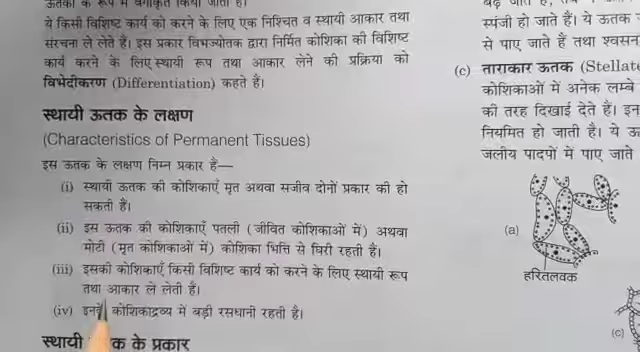 ये किसी विशिष्ट कार्य को करने के लिए एक निश्चित व स्थायी आकार तथा
संरचना ले लेते हैं। इस प्रकार विभज्योतक द्वारा निर्मित कोशिका की विशिष्ट
कार्य करने के लिए स्थायी रूप तथा आकार लेने की प्रक्रिया को
विभेदीकरण (Differentiation) कहते हैं।
स्थायी ऊतक के लक्षण
(Characteristics of Permanent Tissues)
इस ऊतक के लक्षण निम्न प्रकार हैं—
(i) स्थायी ऊतक की कोशिकाएँ मृत अथवा सजीव दोनों प्रकार की हो
सकती हैं।
(ii) इस ऊतक की कोशिकाएँ पतली (जीवित कोशिकाओं में) अथवा
मोटी (मृत कोशिकाओं में) कोशिका भित्ति से घिरी रहती हैं।
(iii) इसकी कोशिकाएँ किसी विशिष्ट कार्य को करने के लिए स्थायी रूप
तथा आकार ले लेती हैं।
(iv) कोशिकाद्रव्य में बड़ी रसधानी रहती है।
स्थायी क के प्रकार
स्पंजी हो जाते हैं। ये ऊतक
से पाए जाते हैं तथा श्वसन
(c) ताराकार ऊतक (Stellate
कोशिकाओं में अनेक लम्बे
की तरह दिखाई देते हैं। इन
नियमित हो जाती है। ये
जलीय पादपों में पाए जाते
(a)
हरितलवक
(c)